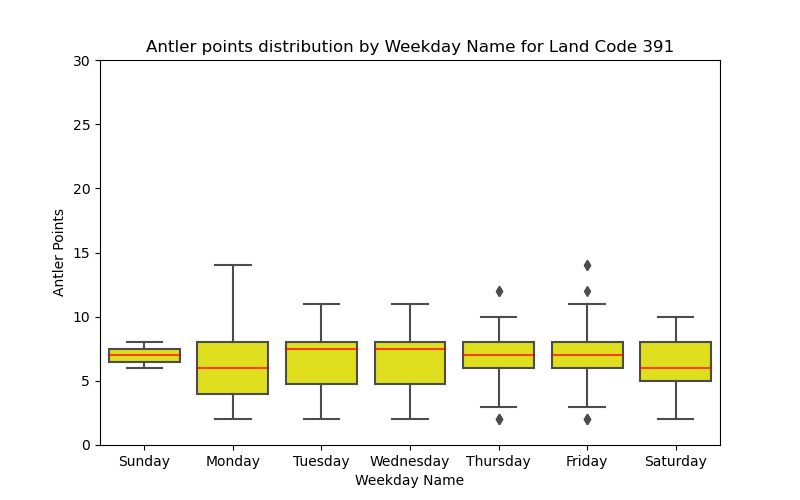 Antler points distribution by Weekday Name for Land Code 391
30
25
20
15
10
5
0
Antler Points
Sunday Monday Tuesday Wednesday Thursday Friday Saturday
Weekday Name